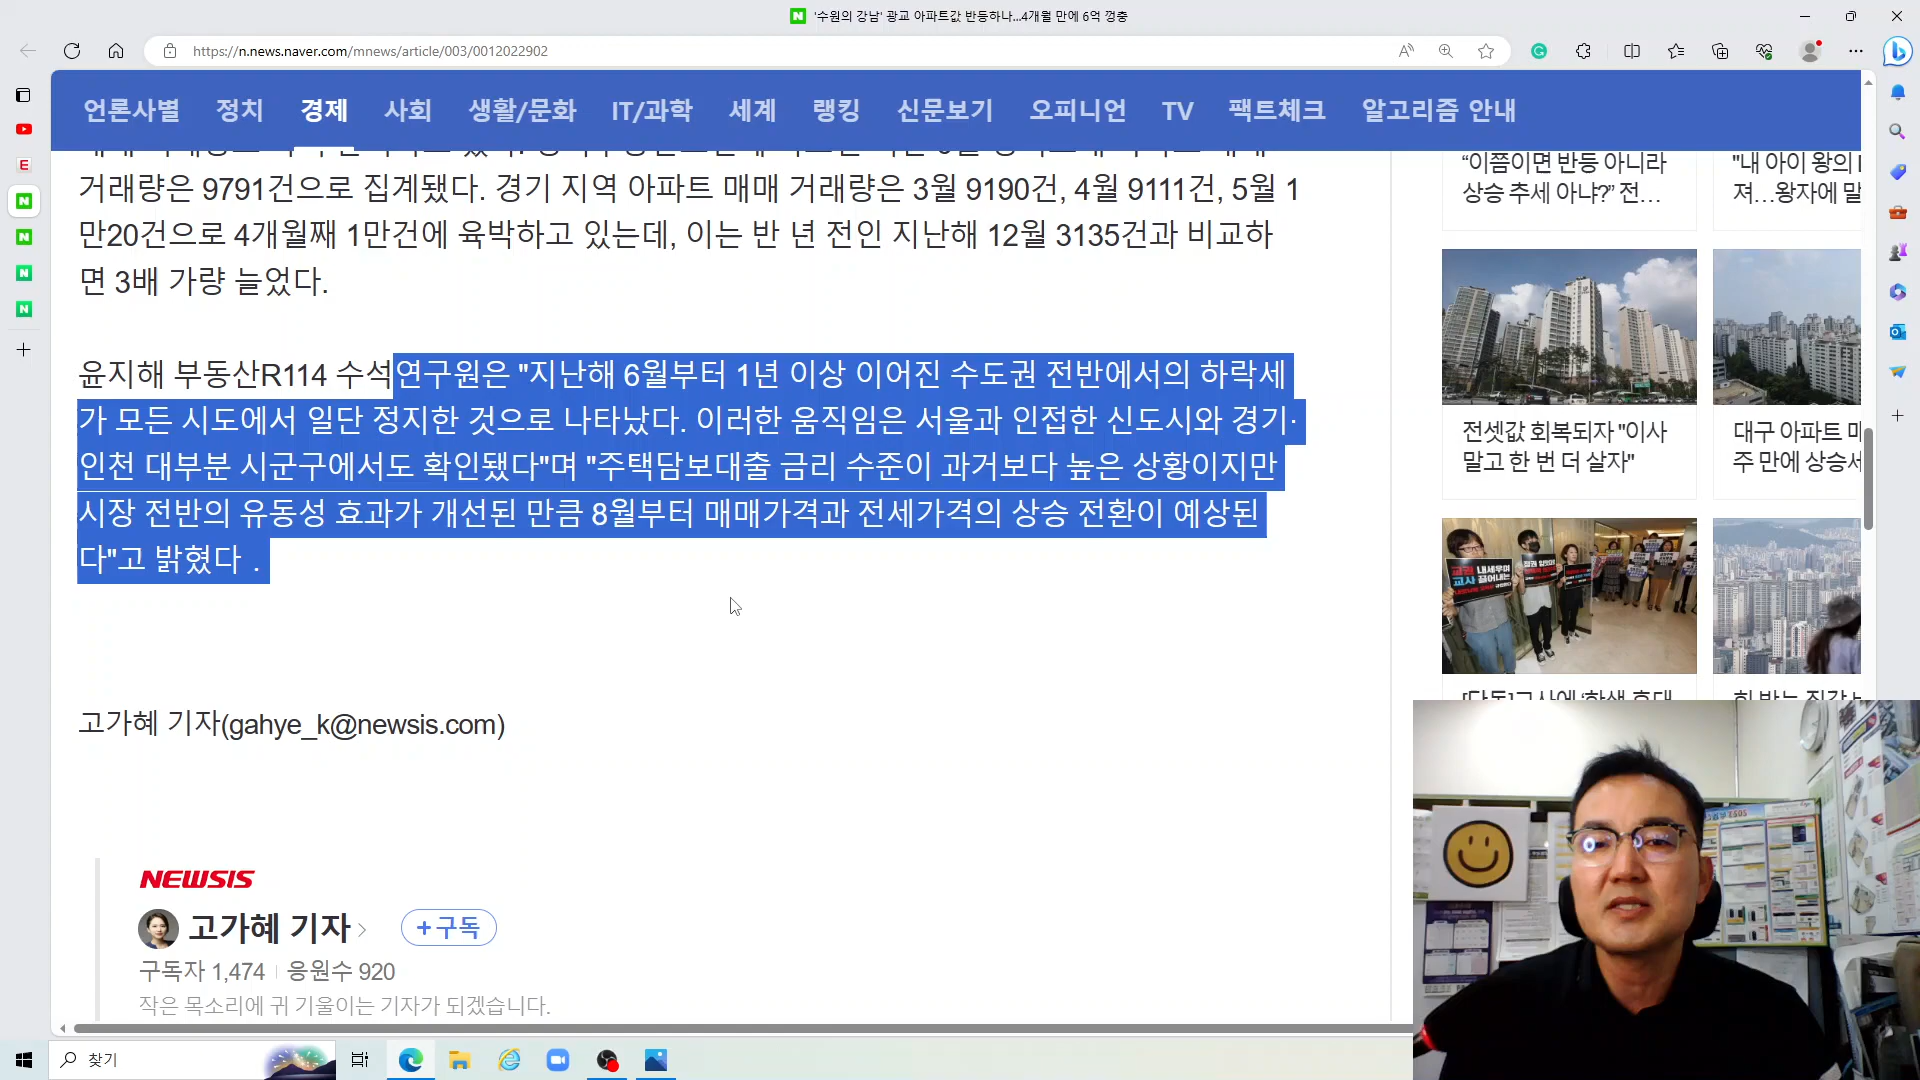 '수원의 강남' 광교 아파트값 반등하나...4개월 만에 6억 껑충
https://n.news.naver.com/mnews/article/003/0012022902
언론사별 정치 경제 사회 생활/문화 IT/과학 세계 랭킹 신문보기 오피니언 TV 팩트체크 알고리즘 안내
거래량은 9791건으로 집계됐다. 경기 지역 아파트 매매 거래량은 3월 9190건, 4월 9111건, 5월 1
만20건으로 4개월째 1만건에 육박하고 있는데, 이는 반 년 전인 지난해 12월 3135건과 비교하
면 3배 가량 늘었다.
윤지해 부동산R114 수석연구원은 "지난해 6월부터 1년 이상 이어진 수도권 전반에서의 하락세
가 모든 시도에서 일단 정지한 것으로 나타났다. 이러한 움직임은 서울과 인접한 신도시와 경기·
인천 대부분 시군구에서도 확인됐다"며 "주택담보대출 금리 수준이 과거보다 높은 상황이지만
시장 전반의 유동성 효과가 개선된 만큼 8월부터 매매가격과 전세가격의 상승 전환이 예상된
다"고 밝혔다 .
고가혜 기자(gahye_k@newsis.com)
NEWSIS
고가혜 기자
+구독
구독자 1,474 응원수 920
작은 목소리에 귀 기울이는 기자가 되겠습니다.
“이쯤이면 반등 아니라
상승 추세 아냐?” 전...
"내 아이 왕의
져...왕자에 말
전셋값 회복되자 "이사
말고 한 번 더 살자"
대구 아파트 매
주 만에 상승세
찾기